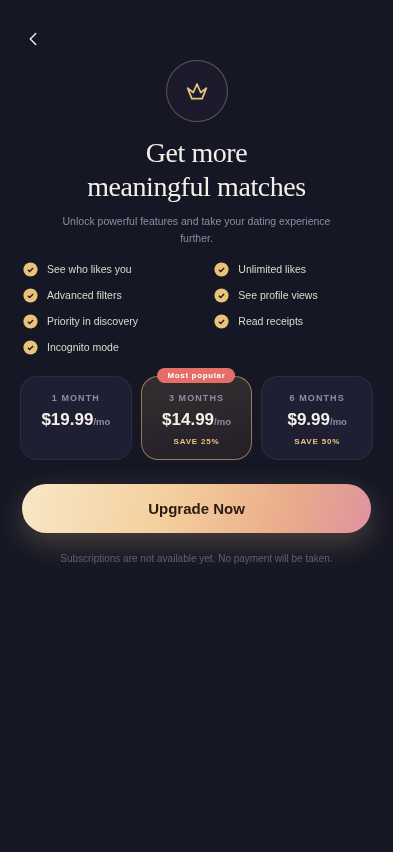 Get more
meaningful matches
Unlock powerful features and take your dating experience
further.
See who likes you
Unlimited likes
Advanced filters
See profile views
Priority in discovery
Read receipts
Incognito mode
Most popular
1 MONTH
$19.99/mo
3 MONTHS
$14.99/mo
SAVE 25%
6 MONTHS
$9.99/mo
SAVE 50%
Upgrade Now
Subscriptions are not available yet. No payment will be taken.